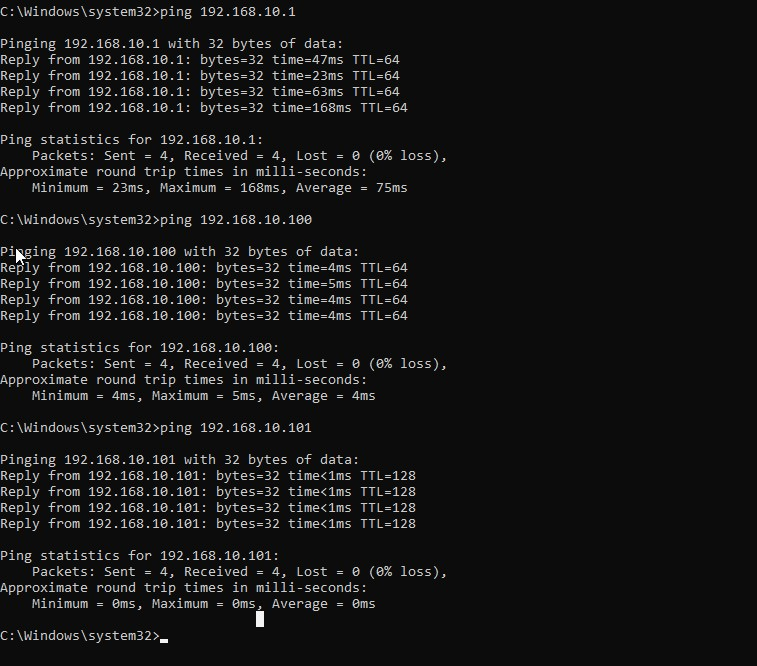 C:\Windows\system32>ping 192.168.10.1
Pinging 192.168.10.1 with 32 bytes of data:
Reply from 192.168.10.1: bytes=32 time=47ms TTL=64
Reply from 192.168.10.1: bytes=32 time=23ms TTL=64
Reply from 192.168.10.1: bytes=32 time=63ms TTL=64
Reply from 192.168.10.1: bytes=32 time=168ms TTL=64
Ping statistics for 192.168.10.1:
    Packets: Sent = 4, Received = 4, Lost = 0 (0% loss),
Approximate round trip times in milli-seconds:
    Minimum = 23ms, Maximum = 168ms, Average = 75ms
C:\Windows\system32>ping 192.168.10.100
Pinging 192.168.10.100 with 32 bytes of data:
Reply from 192.168.10.100: bytes=32 time=4ms TTL=64
Reply from 192.168.10.100: bytes=32 time=5ms TTL=64
Reply from 192.168.10.100: bytes=32 time=4ms TTL=64
Reply from 192.168.10.100: bytes=32 time=4ms TTL=64
Ping statistics for 192.168.10.100:
    Packets: Sent = 4, Received = 4, Lost = 0 (0% loss),
Approximate round trip times in milli-seconds:
    Minimum = 4ms, Maximum = 5ms, Average = 4ms
C:\Windows\system32>ping 192.168.10.101
Pinging 192.168.10.101 with 32 bytes of data:
Reply from 192.168.10.101: bytes=32 time<1ms TTL=128
Reply from 192.168.10.101: bytes=32 time<1ms TTL=128
Reply from 192.168.10.101: bytes=32 time<1ms TTL=128
Reply from 192.168.10.101: bytes=32 time<1ms TTL=128
Ping statistics for 192.168.10.101:
    Packets: Sent = 4, Received = 4, Lost = 0 (0% loss),
Approximate round trip times in milli-seconds:
    Minimum = 0ms, Maximum = 0ms, Average = 0ms
C:\Windows\system32>